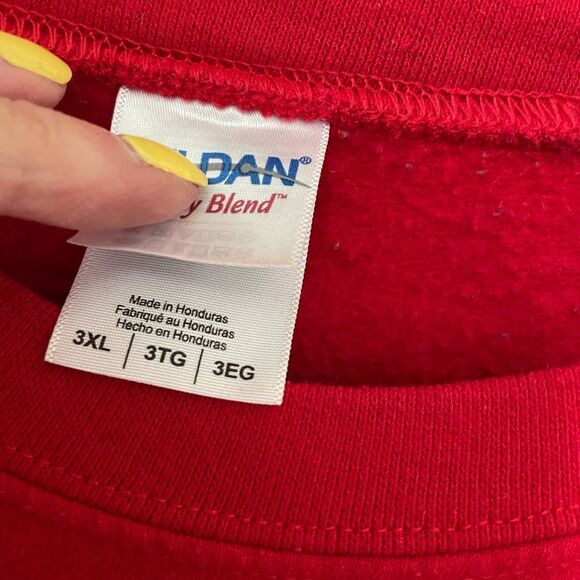 LDAN®
y Blend™
Made in Honduras
Fabriqué au Honduras
Hecho en Honduras
3XL | 3TG | 3EG